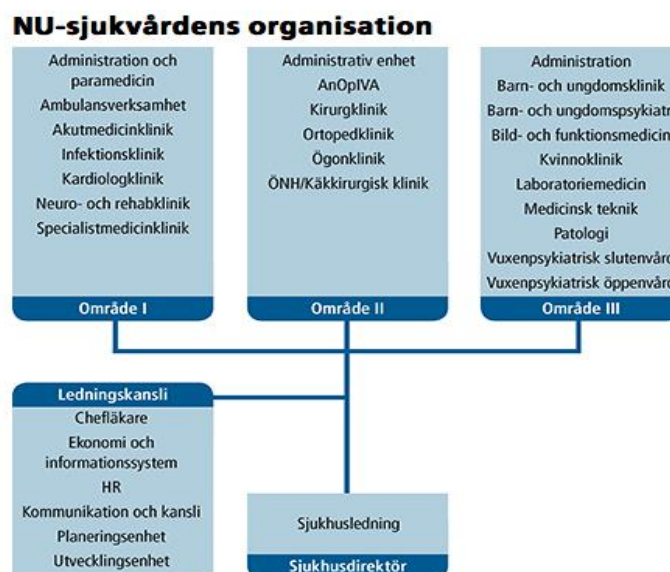 NU-sjukvårdens organisation
Administration och
paramedicin
Ambulansverksamhet
Akutmedicinklinik
Infektionsklinik
Kardiologklinik
Neuro- och rehabklinik
Specialistmedicinklinik
Område I
Administrativ enhet
AnOpIVA
Kirurgklinik
Ortopedklinik
Ögonklinik
ÖNH/Käkkirurgisk klinik
Område II
Administration
Barn- och ungdomsklinik
Barn- och ungdomspsykiatr
Bild- och funktionsmedicin
Kvinnoklinik
Laboratoriemedicin
Medicinsk teknik
Patologi
Vuxenpsykiatrisk slutenvård
Vuxenpsykiatrisk öppenvård
Område III
Ledningskansli
Chefläkare
Ekonomi och
informationssystem
HR
Kommunikation och kansli
Planeringsenhet
Utvecklingsenhet
Sjukhusledning
Sjukhusdirektör